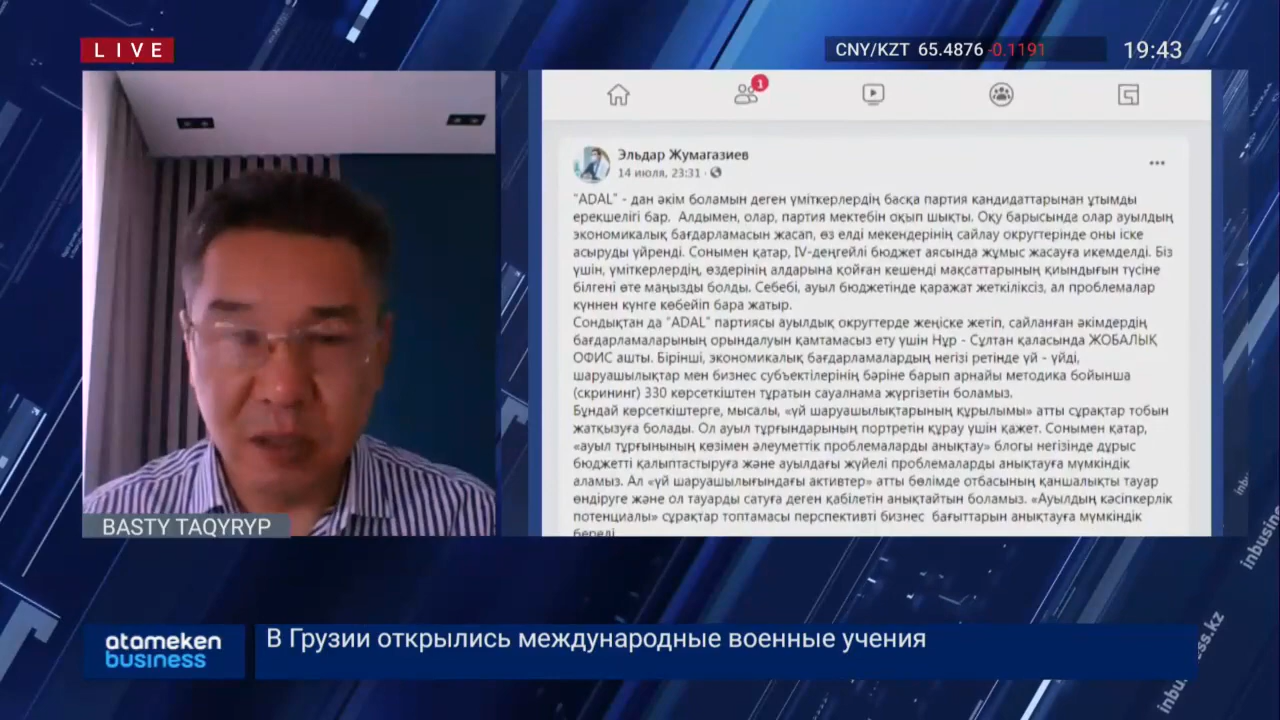 LIVE
CNY/KZT 65.4876 -0.1191
19:43
1
Эльдар Жумагазиев
14 июля, 23:31
"ADAL" - дан әкім боламын деген үміткерлердің басқа партия кандидаттарынан ұтымды
ерекшелігі бар. Алдымен, олар, партия мектебін оқып шықты. Оқу барысында олар ауылдың
экономикалық бағдарламасын жасап, өз елді мекендерінің сайлау округтерінде оны іске
асыруды үйренді. Сонымен қатар, IV-деңгейлі бюджет аясында жұмыс жасауға икемделді. Біз
үшін, үміткерлердің, өздерінің алдарына қойған кешенді мақсаттарының қиындығын түсіне
білгені өте маңызды болды. Себебі, ауыл бюджетінде қаражат жеткіліксіз, ал проблемалар
күннен күнге көбейіп бара жатыр.
Сондықтан да "ADAL" партиясы ауылдық округтерде жеңіске жетіп, сайланған әкімдердің
бағдарламаларының орындалуын қамтамасыз ету үшін Нұр - Сұлтан қаласында ЖОБАЛЫҚ
ОФИС ашты. Бірінші, экономикалық бағдарламалардың негізі ретінде үй - үйді,
шаруашылықтар мен бизнес субъектілерінің бәріне барып арнайы методика бойынша
(скрининг) 330 көрсеткіштен тұратын сауалнама жүргізетін боламыз.
Бұндай көрсеткіштерге, мысалы, «үй шаруашылықтарының құрылымы» атты сұрақтар тобын
жатқызуға болады. Ол ауыл тұрғындарының портретін құрау үшін қажет. Сонымен қатар,
«ауыл тұрғынының көзімен әлеуметтік проблемаларды анықтау» блогы негізінде дұрыс
бюджетті қалыптастыруға және ауылдағы жүйелі проблемаларды анықтауға мүмкіндік
аламыз. Ал «үй шаруашылығындағы активтер» атты бөлімде отбасының қаншалықты тауар
өндіруге және ол тауарды сатуға деген қабілетін анықтайтын боламыз. «Ауылдың кәсіпкерлік
потенциалы» сұрақтар топтамасы перспективті бизнес бағыттарын анықтауға мүмкіндік
береді.
BASTY TAQYRYP
atameken
business
В Грузии открылись международные военные учения